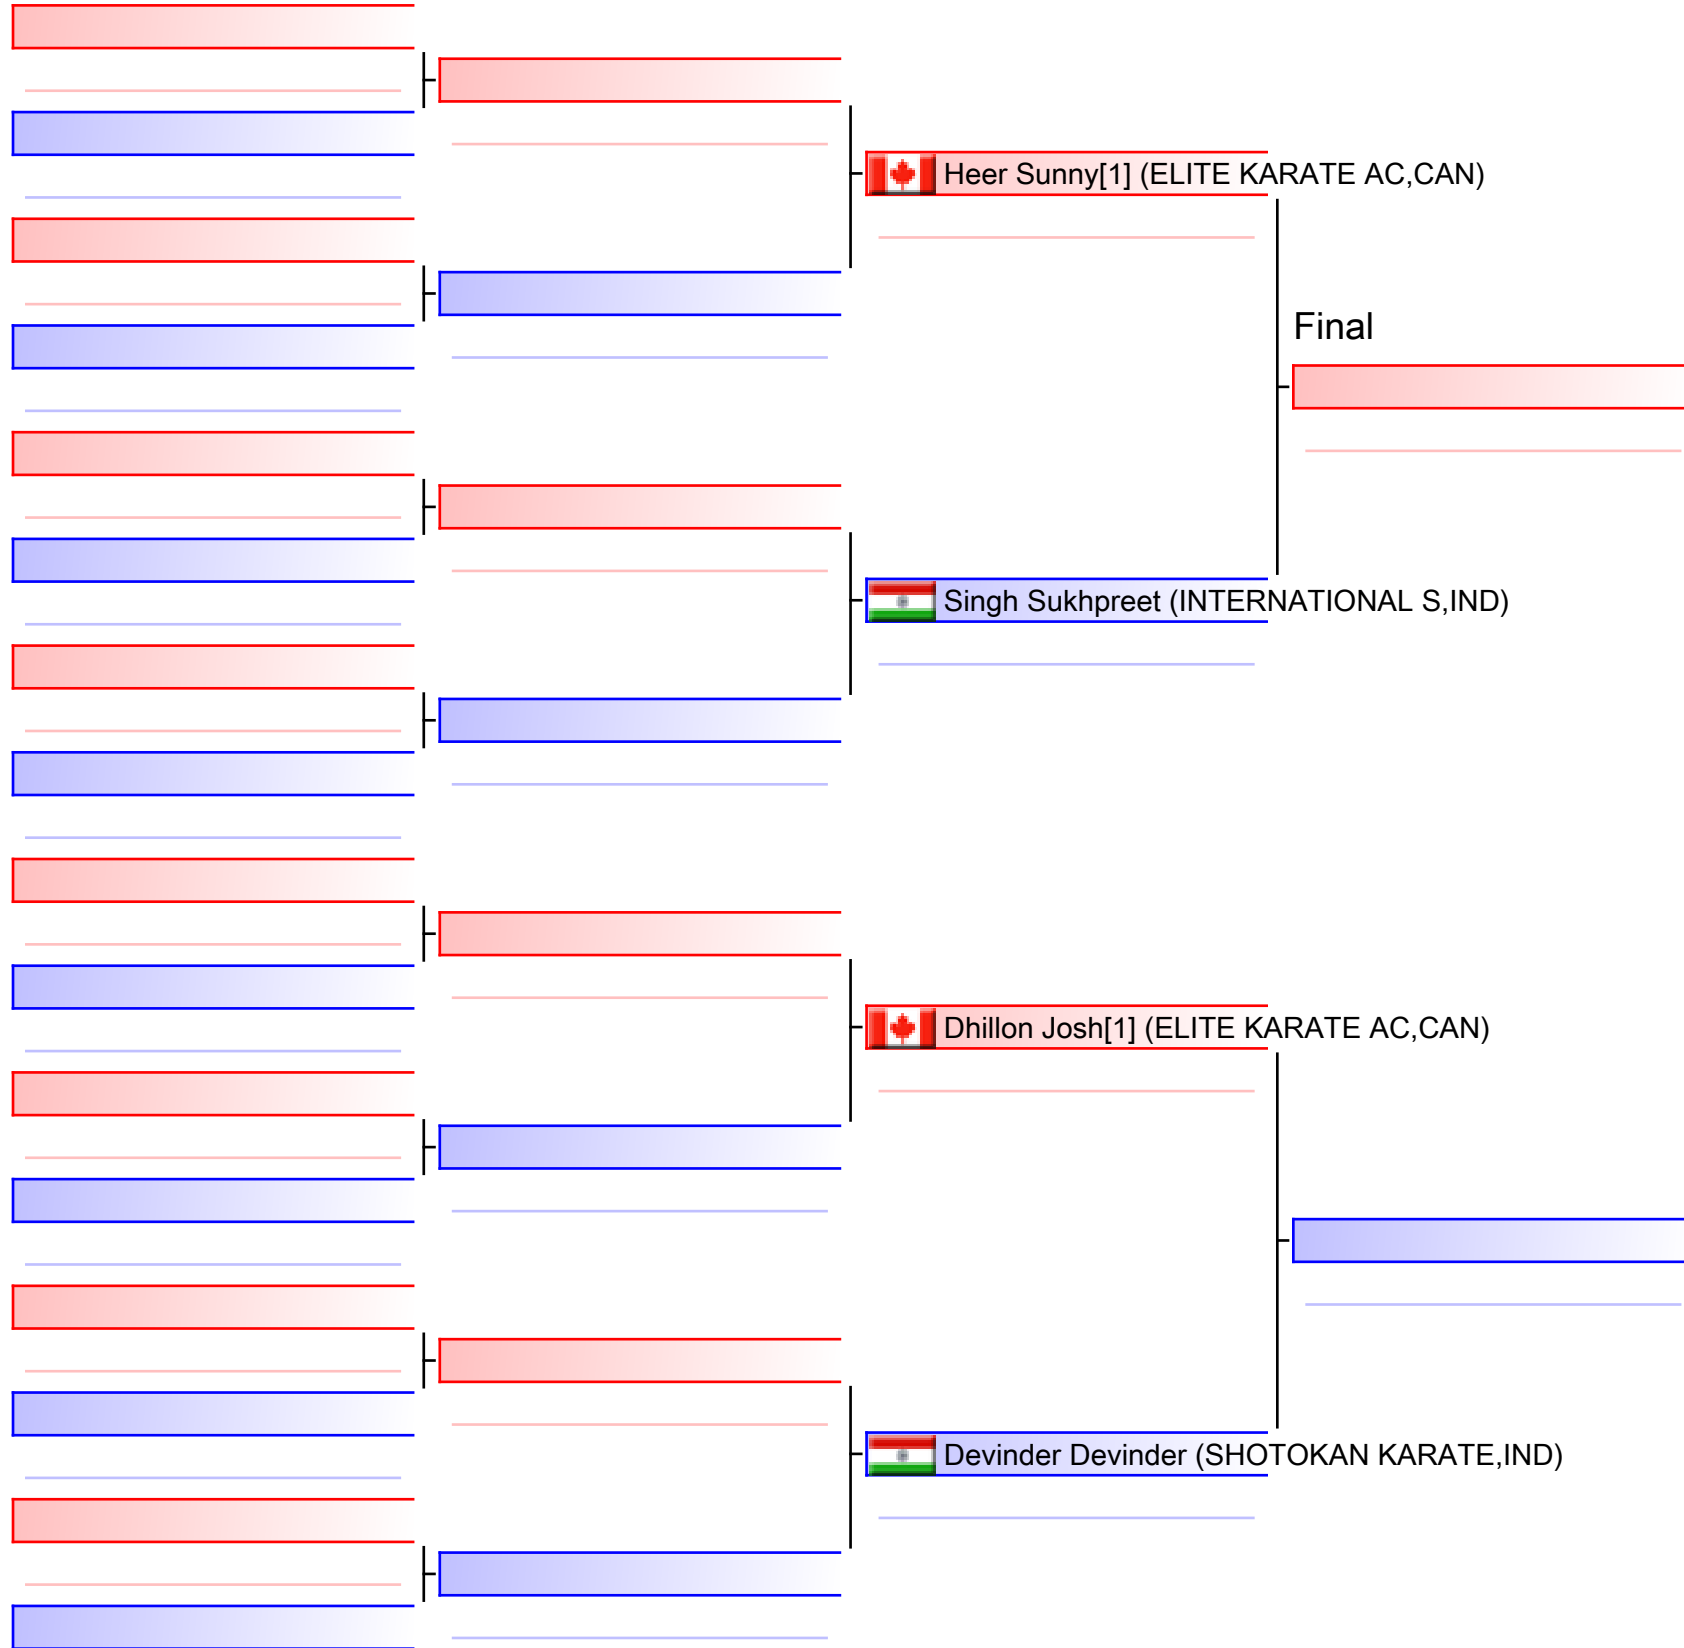 Heer Sunny[1] (ELITE KARATE AC,CAN)
Final
Singh Sukhpreet (INTERNATIONAL S,IND)
Dhillon Josh[1] (ELITE KARATE AC,CAN)
Devinder Devinder (SHOTOKAN KARATE,IND)